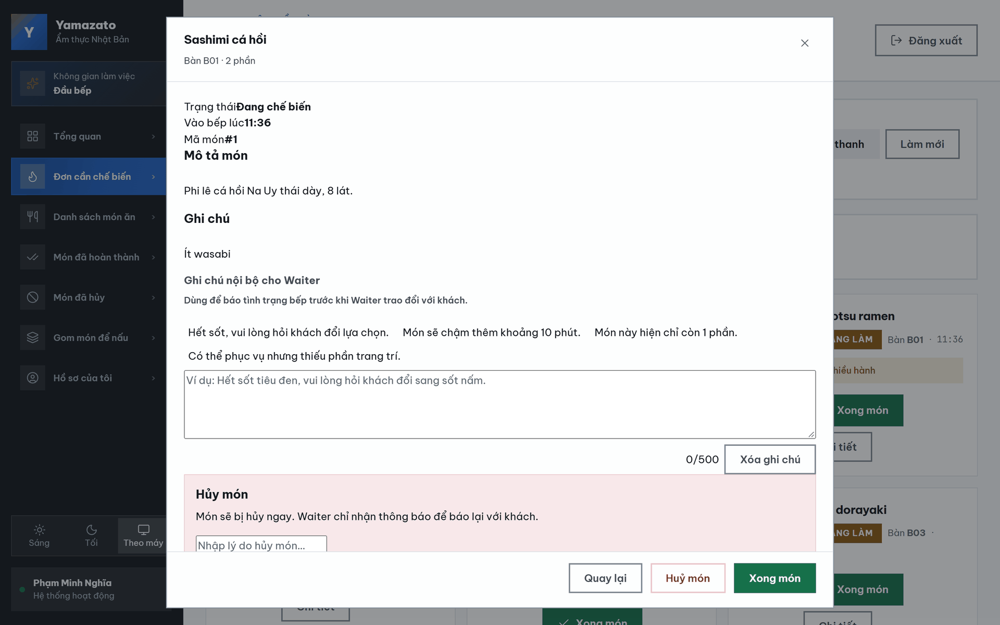 Y
Yamazato
Ẩm thực Nhật Bản
Không gian làm việc
Đầu bếp
Tổng quan
Đơn cần chế biến
Danh sách món ăn
Món đã hoàn thành
Món đã hủy
Gom món để nấu
Hồ sơ của tôi
Sáng
Tối
Theo máy
Phạm Minh Nghĩa
Hệ thống hoạt động
Sashimi cá hồi
Bàn B01 · 2 phần
Trạng tháiĐang chế biến
Vào bếp lúc11:36
Mã món#1
Mô tả món
Phi lê cá hồi Na Uy thái dày, 8 lát.
Ghi chú
Ít wasabi
Ghi chú nội bộ cho Waiter
Dùng để báo tình trạng bếp trước khi Waiter trao đổi với khách.
Hết sốt, vui lòng hỏi khách đổi lựa chọn. Món sẽ chậm thêm khoảng 10 phút. Món này hiện chỉ còn 1 phần.
Có thể phục vụ nhưng thiếu phần trang trí.
Ví dụ: Hết sốt tiêu đen, vui lòng hỏi khách đổi sang sốt nấm.
0/500 Xóa ghi chú
Hủy món
Món sẽ bị hủy ngay. Waiter chỉ nhận thông báo để báo lại với khách.
Nhập lý do hủy món...
Quay lại
Huỷ món
Xong món
Đăng xuất
thanh
Làm mới
otsu ramen
NG LÀM Bàn B01 · 11:36
hiều hành
Xong món
i tiết
dorayaki
NG LÀM Bàn B03 ·
Xong món
Xong món